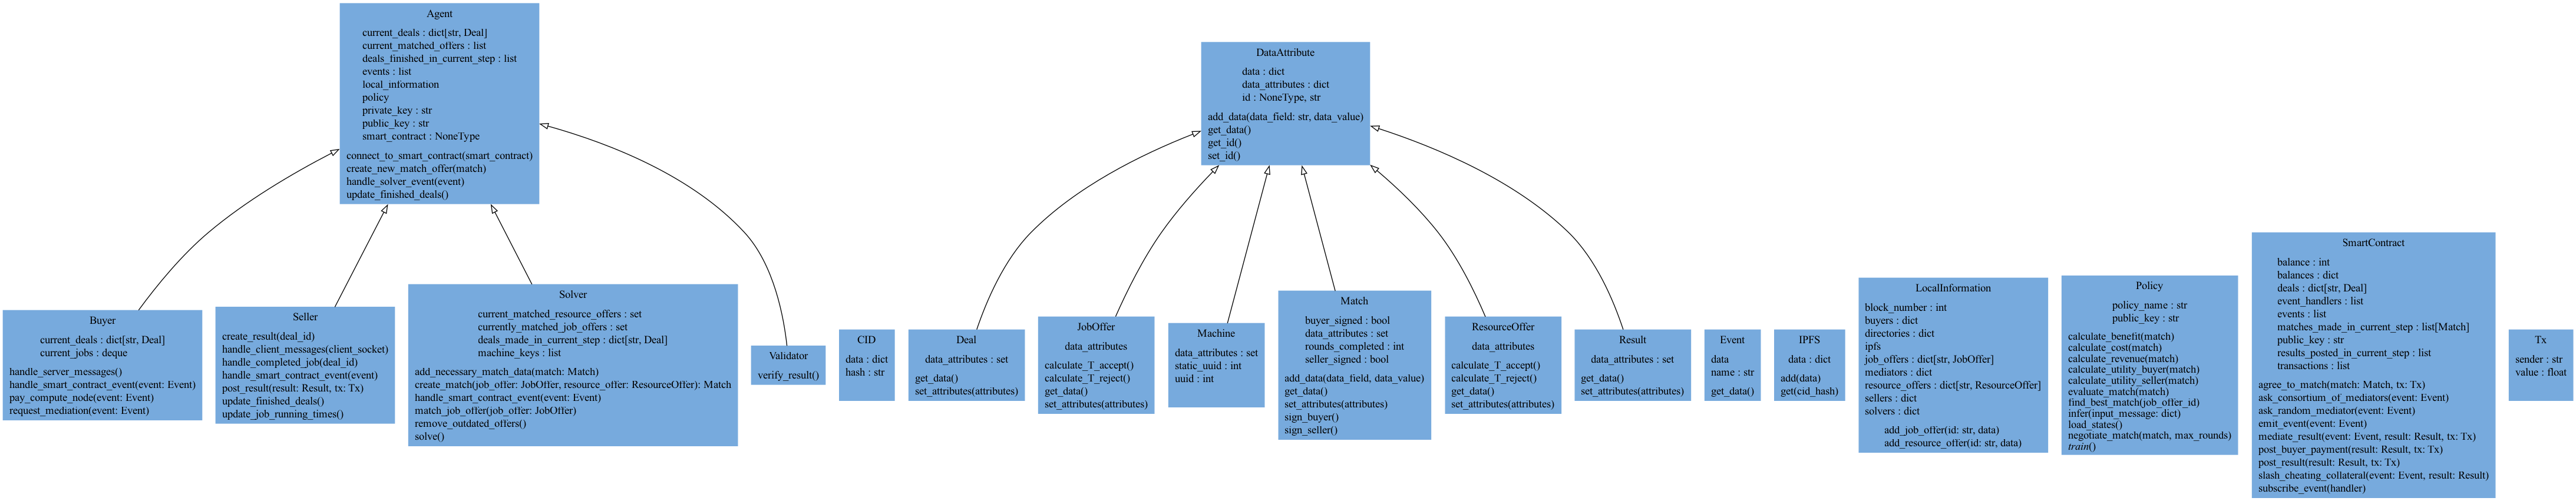 Agent
current_deals : dict[str, Deal]
current_matched_offers : list
deals_finished_in_current_step : list
events : list
local_information
policy
private_key : str
public_key : str
smart_contract : NoneType
connect_to_smart_contract(smart_contract)
create_new_match_offer(match)
handle_solver_event(event)
update_finished_deals()
DataAttribute
data : dict
data_attributes : dict
id : NoneType, str
add_data(data_field: str, data_value)
get_data()
get_id()
set_id()
Buyer
current_deals : dict[str, Deal]
current_jobs : deque
handle_server_messages()
handle_smart_contract_event(event: Event)
pay_compute_node(event: Event)
request_mediation(event: Event)
Seller
create_result(deal_id)
handle_client_messages(client_socket)
handle_completed_job(deal_id)
handle_smart_contract_event(event)
post_result(result: Result, tx: Tx)
update_finished_deals()
update_job_running_times()
Solver
current_matched_resource_offers : set
currently_matched_job_offers : set
deals_made_in_current_step : dict[str, Deal]
machine_keys : list
add_necessary_match_data(match: Match)
create_match(job_offer: JobOffer, resource_offer: ResourceOffer): Match
handle_smart_contract_event(event: Event)
match_job_offer(job_offer: JobOffer)
remove_outdated_offers()
solve()
Validator
verify_result()
CID
data : dict
hash : str
Deal
data_attributes : set
get_data()
set_attributes(attributes)
JobOffer
data_attributes
calculate_T_accept()
calculate_T_reject()
get_data()
set_attributes(attributes)
Machine
data_attributes : set
static_uuid : int
uuid : int
Match
buyer_signed : bool
data_attributes : set
rounds_completed : int
seller_signed : bool
add_data(data_field, data_value)
get_data()
set_attributes(attributes)
sign_buyer()
sign_seller()
ResourceOffer
data_attributes
calculate_T_accept()
calculate_T_reject()
get_data()
set_attributes(attributes)
Result
data_attributes : set
get_data()
set_attributes(attributes)
Event
data
name : str
get_data()
IPFS
data : dict
add(data)
get(cid_hash)
LocalInformation
block_number : int
buyers : dict
directories : dict
ipfs
job_offers : dict[str, JobOffer]
mediators : dict
resource_offers : dict[str, ResourceOffer]
sellers : dict
solvers : dict
add_job_offer(id: str, data)
add_resource_offer(id: str, data)
Policy
policy_name : str
public_key : str
calculate_benefit(match)
calculate_cost(match)
calculate_revenue(match)
calculate_utility_buyer(match)
calculate_utility_seller(match)
evaluate_match(match)
find_best_match(job_offer_id)
infer(input_message: dict)
load_states()
negotiate_match(match, max_rounds)
train()
SmartContract
balance : int
balances : dict
deals : dict[str, Deal]
event_handlers : list
events : list
matches_made_in_current_step : list[Match]
public_key : str
results_posted_in_current_step : list
transactions : list
agree_to_match(match: Match, tx: Tx)
ask_consortium_of_mediators(event: Event)
ask_random_mediator(event: Event)
emit_event(event: Event)
mediate_result(event: Event, result: Result, tx: Tx)
post_buyer_payment(result: Result, tx: Tx)
post_result(result: Result, tx: Tx)
slash_cheating_collateral(event: Event, result: Result)
subscribe_event(handler)
Tx
sender : str
value : float